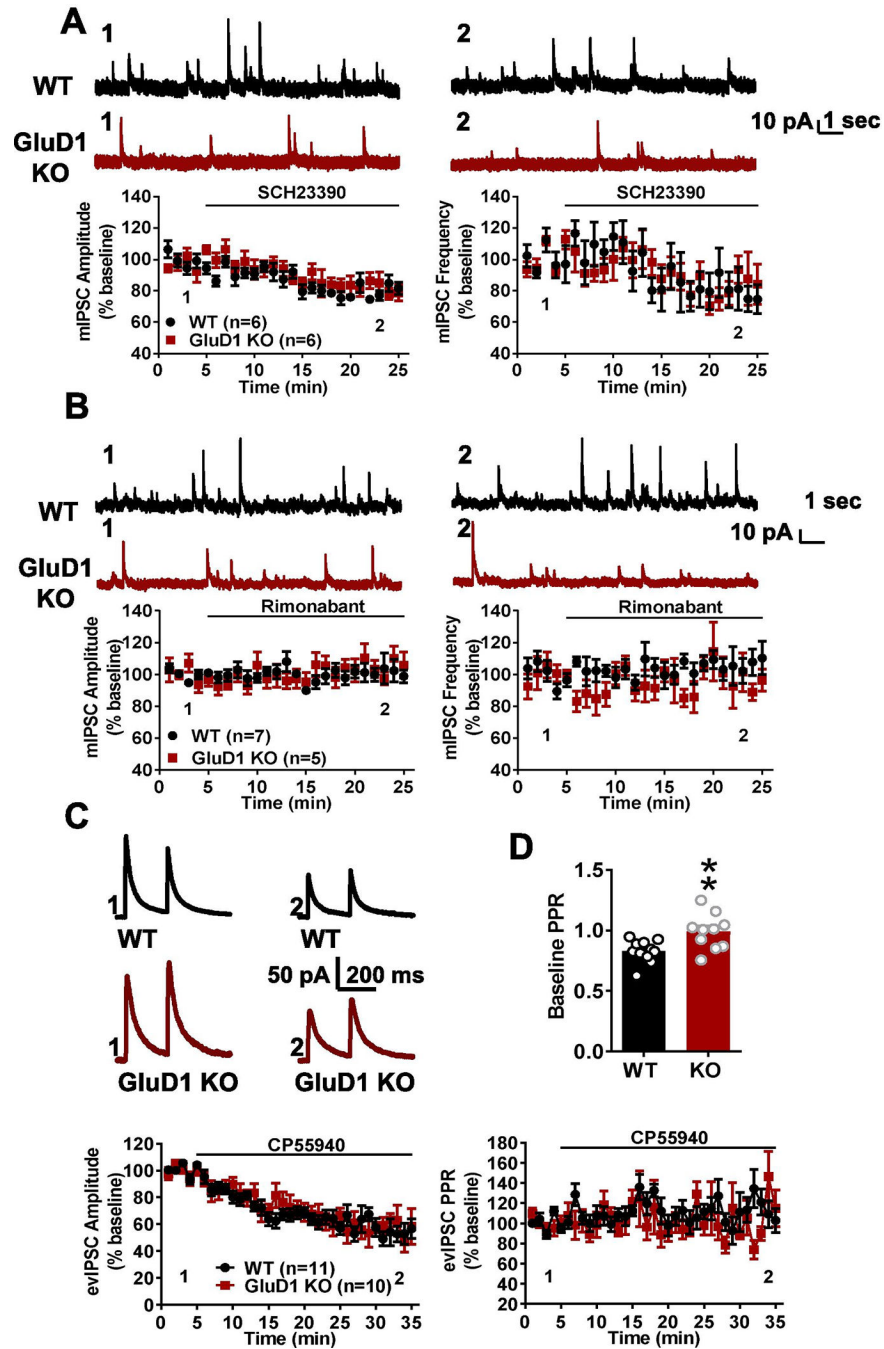 A
1
2
WT
1
2
GluD1
KO
10 pA
1 sec
SCH23390
mIPSC Amplitude
(% baseline)
140
120
100
80
60
40
1
2
WT (n=6)
GluD1 KO (n=6)
0 5 10 15 20 25
Time (min)
SCH23390
mIPSC Frequency
(% baseline)
140
120
100
80
60
40
1
2
0 5 10 15 20 25
Time (min)
B
1
2
WT
1 sec
1
2
10 pA
GluD1
KO
Rimonabant
mIPSC Amplitude
(% baseline)
140
120
100
80
60
40
1
2
WT (n=7)
GluD1 KO (n=5)
0 5 10 15 20 25
Time (min)
Rimonabant
mIPSC Frequency
(% baseline)
140
120
100
80
60
40
1
2
0 5 10 15 20 25
Time (min)
C
1
WT
2
WT
50 pA
200 ms
1
GluD1 KO
2
GluD1 KO
D
**
Baseline PPR
1.5
1.0
0.5
0.0
WT KO
CP55940
evIPSC Amplitude
(% baseline)
120
100
80
60
40
20
0
1
2
WT (n=11)
GluD1 KO (n=10)
0 5 10 15 20 25 30 35
Time (min)
CP55940
evIPSC PPR
(% baseline)
180
160
140
120
100
80
60
40
20
1
2
0 5 10 15 20 25 30 35
Time (min)